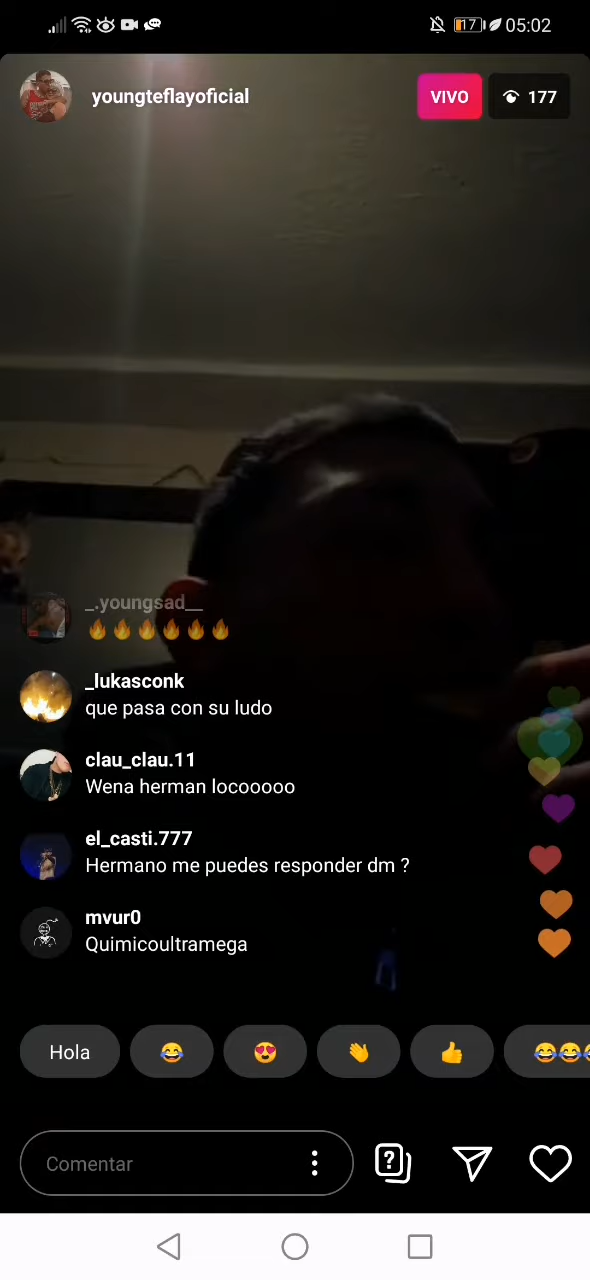 17 05:02
youngteflayoficial
VIVO
177
_.youngsad__
🔥🔥🔥🔥🔥🔥
_lukasconk
que pasa con su ludo
clau_clau.11
Wena herman locooooo
el_casti.777
Hermano me puedes responder dm ?
mvur0
Quimicoultramega
Hola 😂 😍 👏 👍 😂😂😂
Comentar